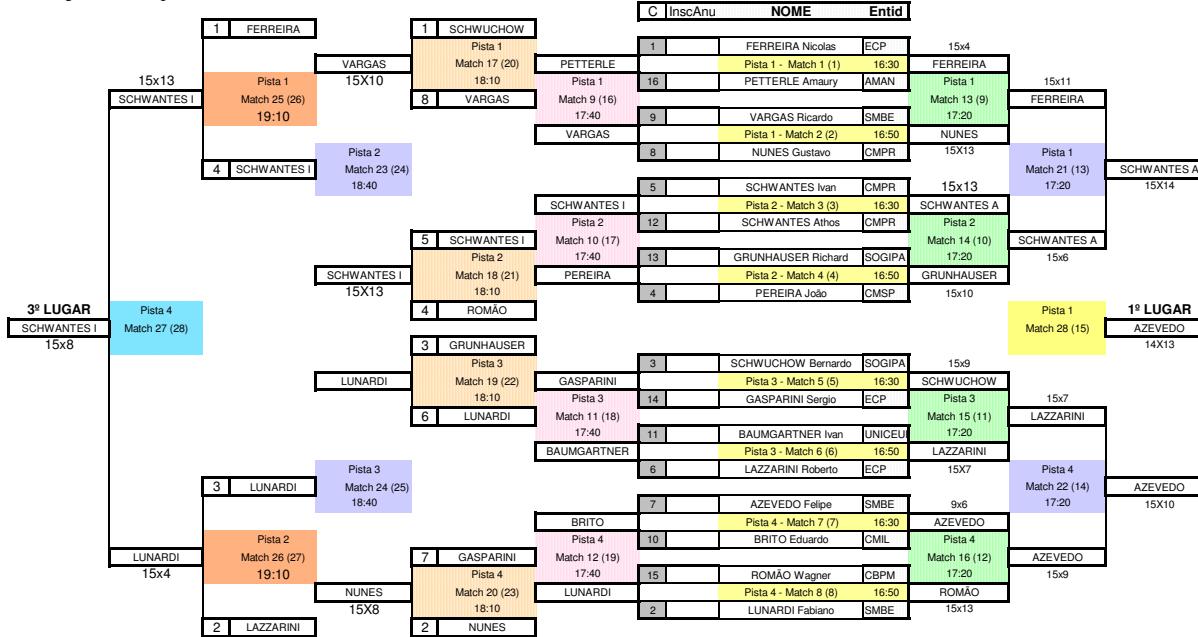 C InscAnu NOME Entid
1 FERREIRA 1 SCHWUCHOW
Pista 1 1 FERREIRA Nicolas ECP 15x4
VARGAS Match 17 (20) PETTERLE Pista 1 - Match 1 (1) 16:30 FERREIRA
15x13 Pista 1 15X10 18:10 Pista 1 16 PETTERLE Amaury AMAN Pista 1 15x11
SCHWANTES I Match 25 (26) 8 VARGAS Match 9 (16) Match 13 (9) FERREIRA
19:10 17:40 9 VARGAS Ricardo SMBE 17:20
VARGAS Pista 1 - Match 2 (2) 16:50 NUNES
Pista 2 8 NUNES Gustavo CMPR 15X13 Pista 1
4 SCHWANTES I Match 23 (24) Match 21 (13) SCHWANTES A
18:40 5 SCHWANTES Ivan CMPR 15x13 17:20 15X14
SCHWANTES I Pista 2 - Match 3 (3) 16:30 SCHWANTES A
Pista 2 12 SCHWANTES Athos CMPR Pista 2
5 SCHWANTES I Match 10 (17) Match 14 (10) SCHWANTES A
Pista 2 17:40 13 GRUNHAUSER Richard SOGIPA 17:20 15x6
SCHWANTES I Match 18 (21) PEREIRA Pista 2 - Match 4 (4) 16:50 GRUNHAUSER
15X13 18:10 4 PEREIRA João CMSP 15x10
3º LUGAR Pista 4 4 ROMÃO Pista 1 1º LUGAR
SCHWANTES I Match 27 (28) Match 28 (15) AZEVEDO
15x8 3 GRUNHAUSER 14X13
Pista 3 3 SCHWUCHOW Bernardo SOGIPA 15x9
LUNARDI Match 19 (22) GASPARINI Pista 3 - Match 5 (5) 16:30 SCHWUCHOW
18:10 Pista 3 14 GASPARINI Sergio ECP Pista 3 15x7
6 LUNARDI Match 11 (18) Match 15 (11) LAZZARINI
17:40 11 BAUMGARTNER Ivan UNICEU 17:20
BAUMGARTNER Pista 3 - Match 6 (6) 16:50 LAZZARINI
Pista 3 6 LAZZARINI Roberto ECP 15X7 Pista 4
3 LUNARDI Match 24 (25) Match 22 (14) AZEVEDO
18:40 7 AZEVEDO Felipe SMBE 9x6 17:20 15X10
BRITO Pista 4 - Match 7 (7) 16:30 AZEVEDO
Pista 2 Pista 4 10 BRITO Eduardo CMIL Pista 4
LUNARDI Match 26 (27) 7 GASPARINI Match 12 (19) Match 16 (12) AZEVEDO
15x4 19:10 Pista 4 17:40 15 ROMÃO Wagner CBPM 17:20 15x9
NUNES Match 20 (23) LUNARDI Pista 4 - Match 8 (8) 16:50 ROMÃO
15X8 18:10 2 LUNARDI Fabiano SMBE 15x13
2 LAZZARINI 2 NUNES